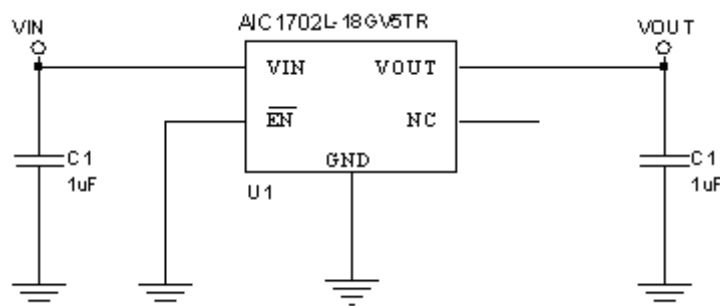 AIC1702L-18GV5TR
VIN
VOUT
VIN
VOUT
EN
NC
GND
C1
1uF
U1
C1
1uF